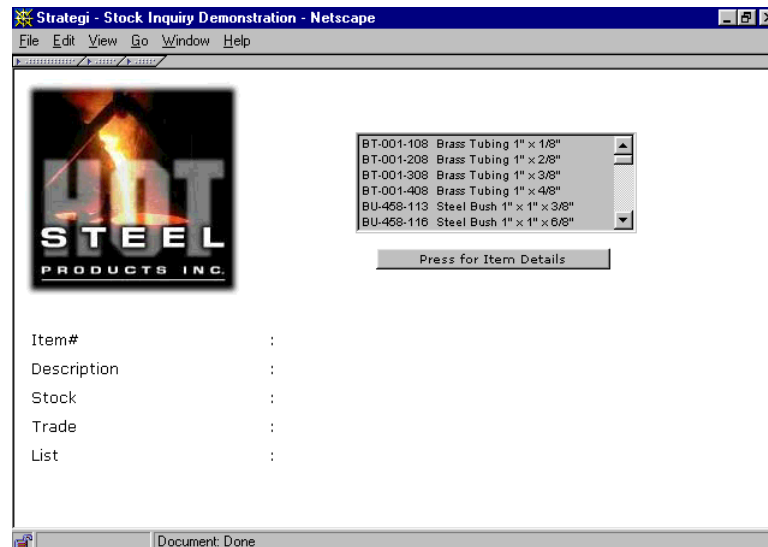 Strategi - Stock Inquiry Demonstration - Netscape
File Edit View Go Window Help
HOT
STEEL
PRODUCTS INC.
BT-001-108 Brass Tubing 1" x 1/8"
BT-001-208 Brass Tubing 1" x 2/8"
BT-001-308 Brass Tubing 1" x 3/8"
BT-001-408 Brass Tubing 1" x 4/8"
BU-458-113 Steel Bush 1" x 1" x 3/8"
BU-458-116 Steel Bush 1" x 1" x 6/8"
Press for Item Details
Item# :
Description :
Stock :
Trade :
List :
Document: Done